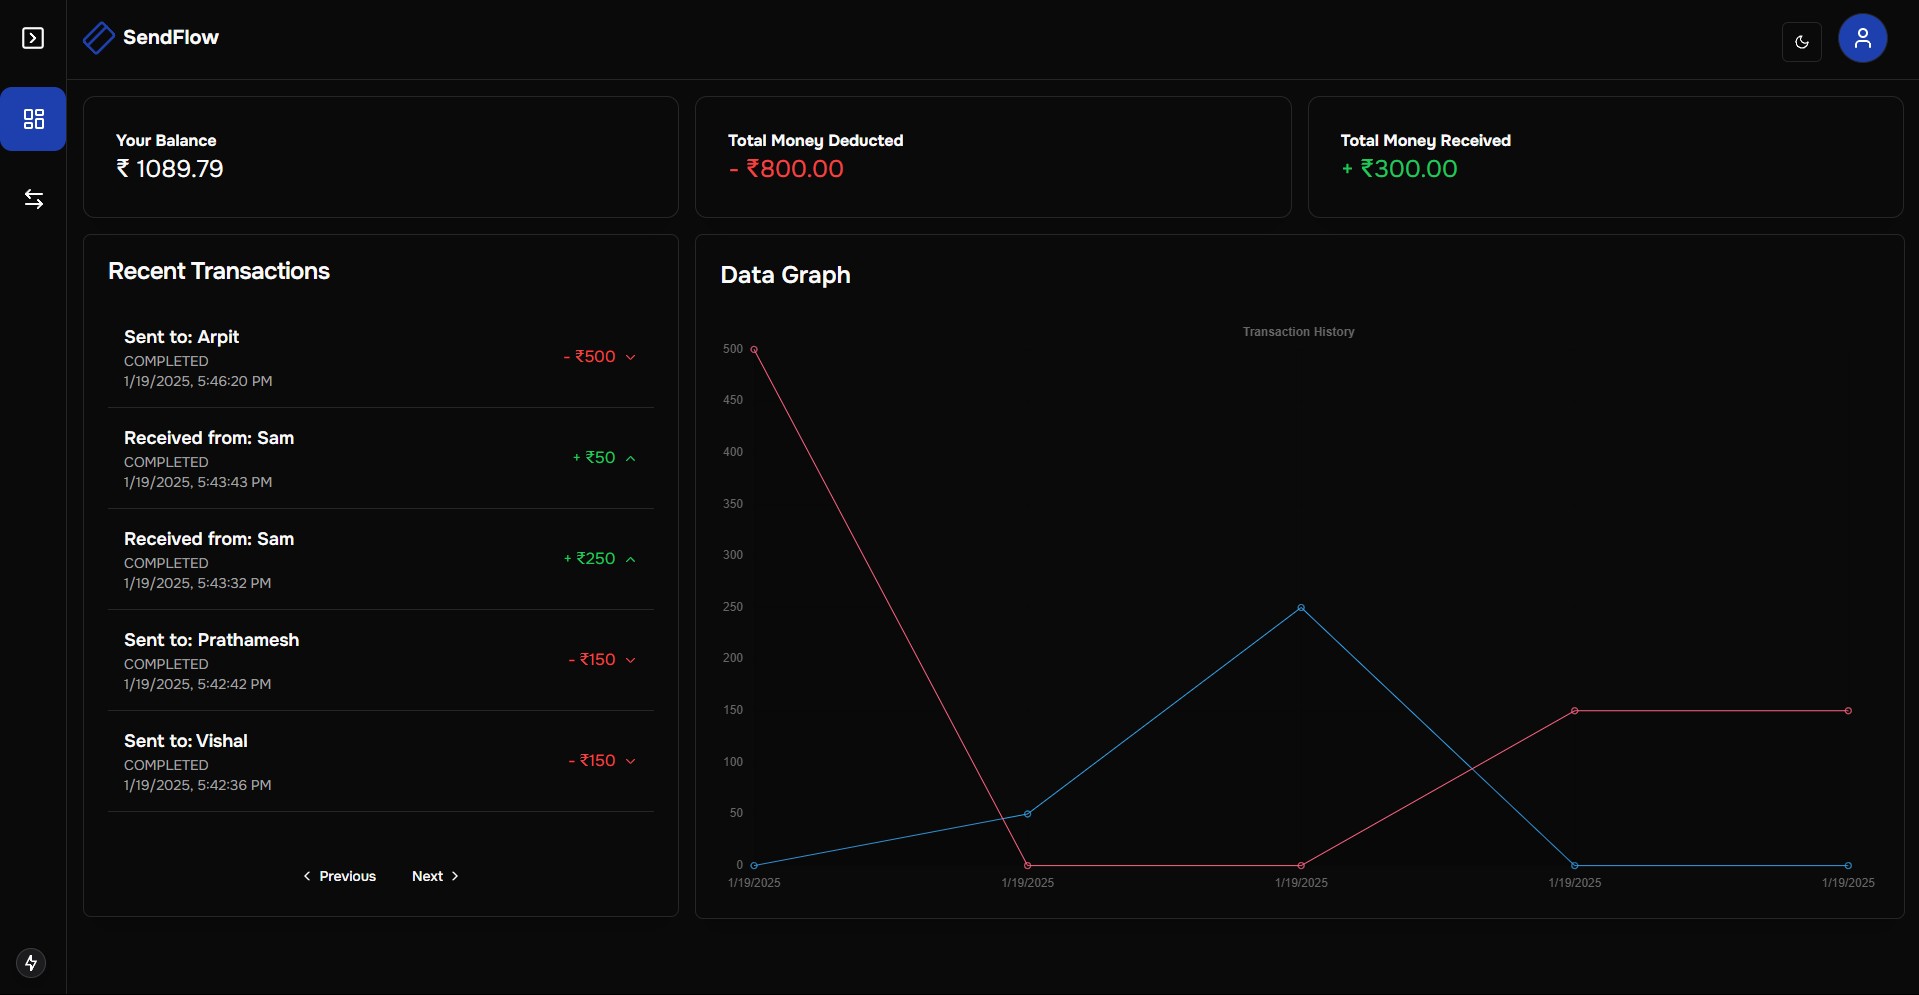 SendFlow
Your Balance
₹ 1089.79
Total Money Deducted
- ₹800.00
Total Money Received
+ ₹300.00
Recent Transactions
Sent to: Arpit
COMPLETED
1/19/2025, 5:46:20 PM
- ₹500
Received from: Sam
COMPLETED
1/19/2025, 5:43:43 PM
+ ₹50
Received from: Sam
COMPLETED
1/19/2025, 5:43:32 PM
+ ₹250
Sent to: Prathamesh
COMPLETED
1/19/2025, 5:42:42 PM
- ₹150
Sent to: Vishal
COMPLETED
1/19/2025, 5:42:36 PM
- ₹150
Previous Next
Data Graph
Transaction History
500
450
400
350
300
250
200
150
100
50
0
1/19/2025 1/19/2025 1/19/2025 1/19/2025 1/19/2025